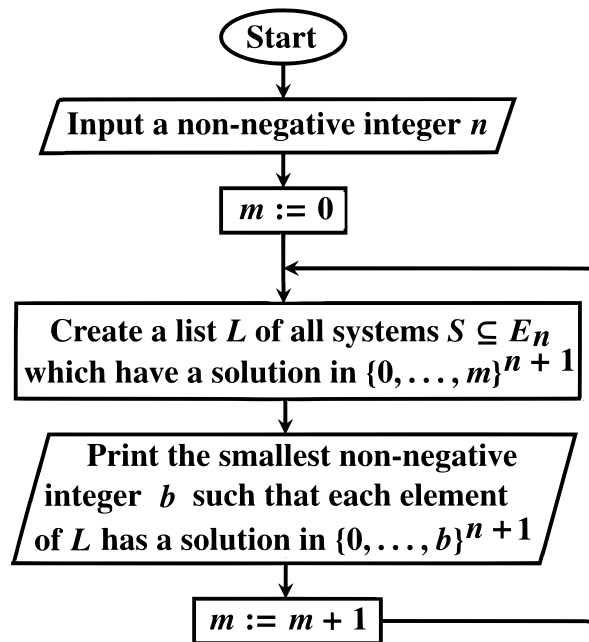 Start
Input a non-negative integer n
m := 0
Create a list L of all systems S ⊆ Eₙ
which have a solution in {0, . . . , m}ⁿ⁺¹
Print the smallest non-negative
integer b such that each element
of L has a solution in {0, . . . , b}ⁿ⁺¹
m := m + 1